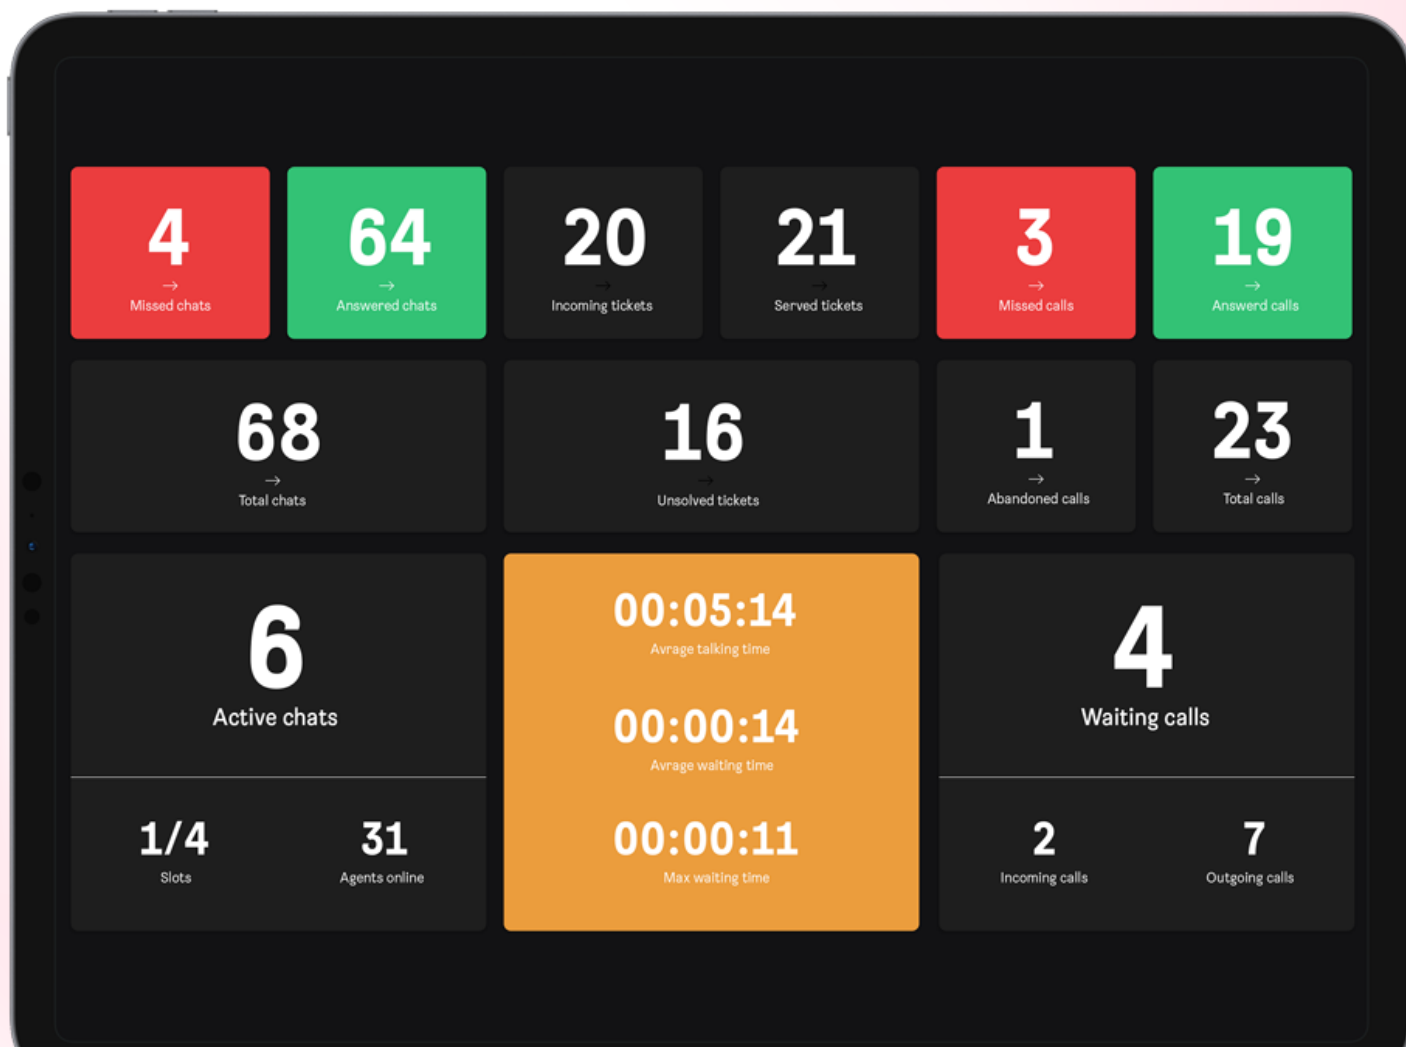 4
→
Missed chats
64
→
Answered chats
20
→
Incoming tickets
21
→
Served tickets
3
→
Missed calls
19
→
Answerd calls
68
→
Total chats
16
→
Unsolved tickets
1
→
Abandoned calls
23
→
Total calls
6
Active chats
1/4
Slots
31
Agents online
00:05:14
Avrage talking time
00:00:14
Avrage waiting time
00:00:11
Max waiting time
4
Waiting calls
2
Incoming calls
7
Outgoing calls